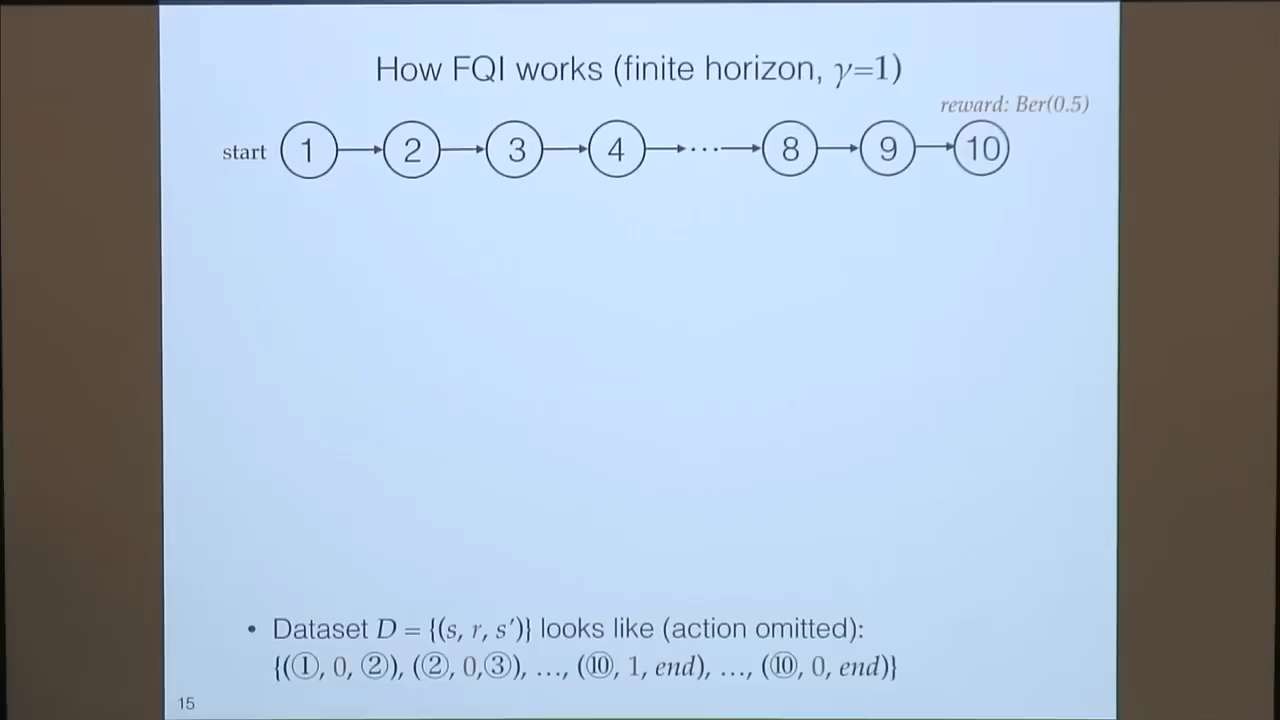 How FQI works (finite horizon, γ=1)
reward: Ber(0.5)
start 1 2 3 4 ··· 8 9 10
• Dataset D = {(s, r, s′)} looks like (action omitted):
{(①, 0, ②), (②, 0,③), …, (⑩, 1, end), …, (⑩, 0, end)}
15